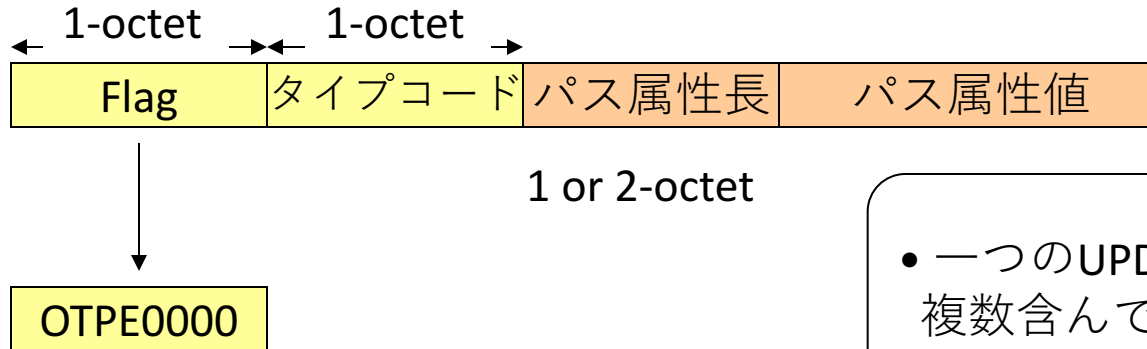 1-octet 1-octet
Flag タイプコード パス属性長 パス属性値
1 or 2-octet
• 一つのUPD
複数含んで
OTPE0000